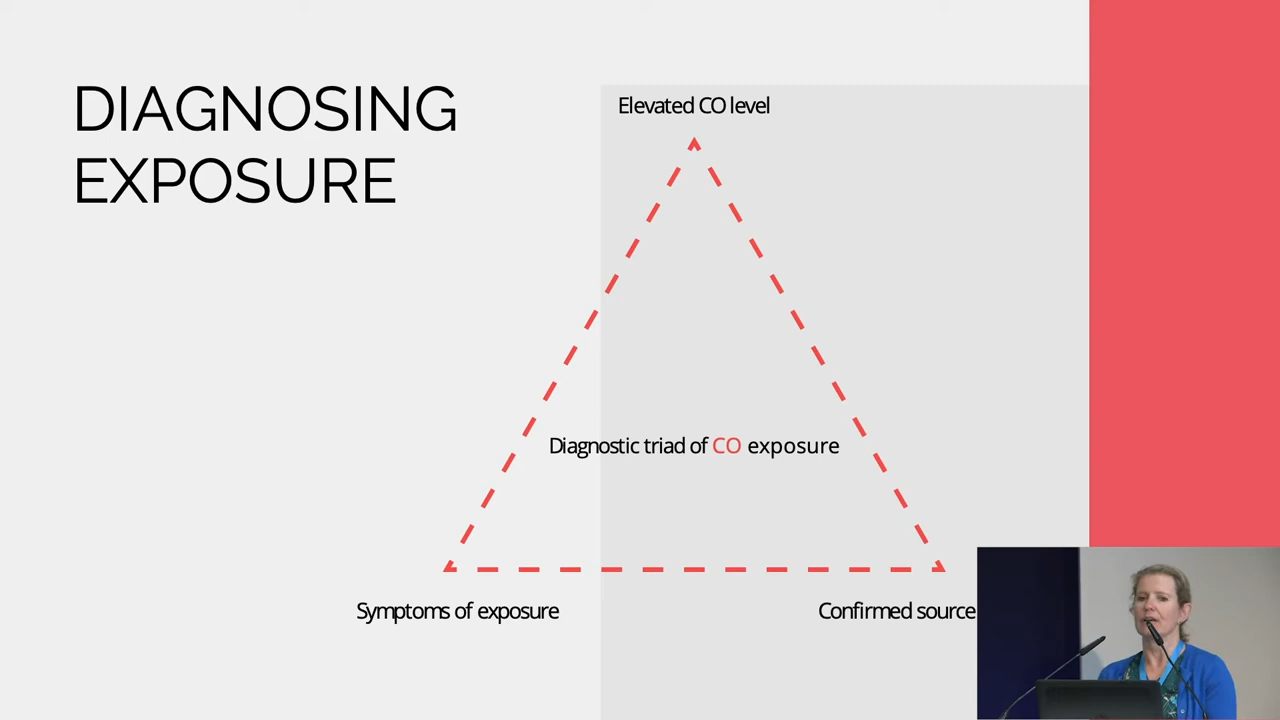 DIAGNOSING
EXPOSURE
Elevated CO level
Diagnostic triad of CO exposure
Symptoms of exposure
Confirmed source